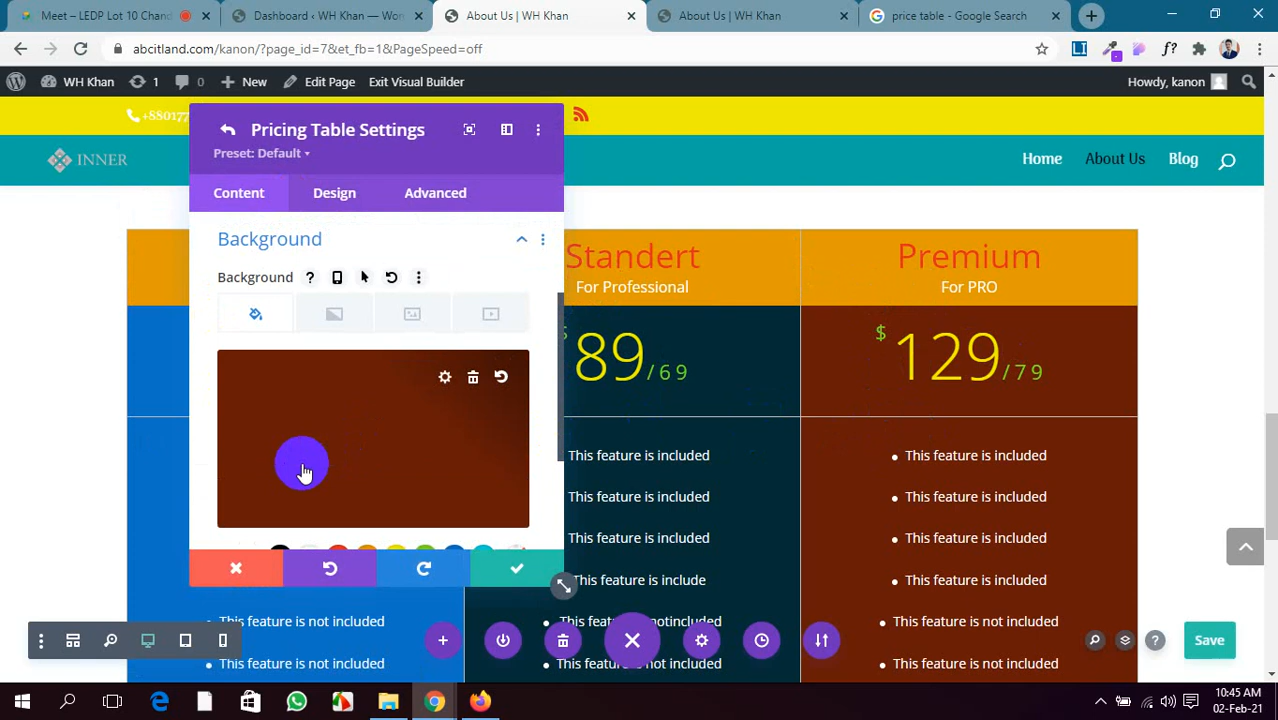 Meet – LEDP Lot 10 Chand
Dashboard ‹ WH Khan — Wor
About Us | WH Khan
About Us | WH Khan
price table - Google Search
abcitland.com/kanon/?page_id=7&et_fb=1&PageSpeed=off
WH Khan
1
0
New
Edit Page
Exit Visual Builder
Howdy, kanon
+880177
INNER
Home
About Us
Blog
Pricing Table Settings
Preset: Default
Content
Design
Advanced
Background
Background
Standert
For Professional
Premium
For PRO
$
89
/69
$
129
/79
This feature is included
This feature is included
This feature is included
This feature is included
This feature is included
This feature is included
This feature is include
This feature is included
This feature is not included
This feature is notincluded
This feature is not included
This feature is not included
This feature is not included
This feature is not included
Save
10:45 AM
02-Feb-21